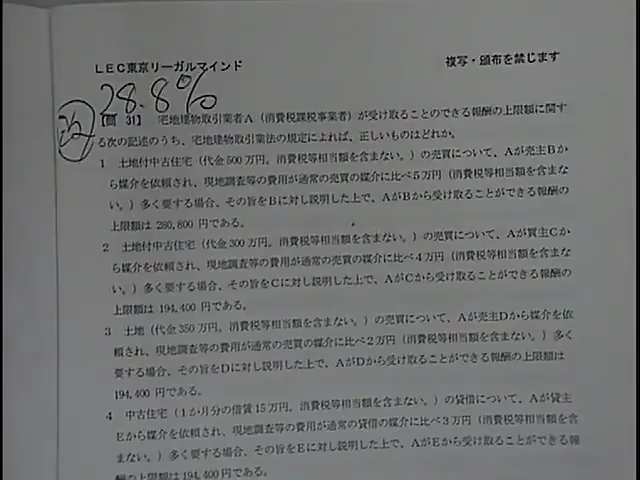 LEC東京リーガルマインド
複写・頒布を禁じます
28.8%
【問 31】 宅地建物取引業者A（消費税課税事業者）が受け取ることのできる報酬の上限額に関す
る次の記述のうち、宅地建物取引業法の規定によれば、正しいものはどれか。
1 土地付中古住宅（代金500万円。消費税等相当額を含まない。）の売買について、Aが売主Bか
ら媒介を依頼され、現地調査等の費用が通常の売買の媒介に比べ5万円（消費税等相当額を含まな
い。）多く要する場合、その旨をBに対し説明した上で、AがBから受け取ることができる報酬の
上限額は 280,800 円である。
2 土地付中古住宅（代金300万円。消費税等相当額を含まない。）の売買について、Aが買主Cか
ら媒介を依頼され、現地調査等の費用が通常の売買の媒介に比べ4万円（消費税等相当額を含まな
い。）多く要する場合、その旨をCに対し説明した上で、AがCから受け取ることができる報酬の
上限額は 194,400 円である。
3 土地（代金350万円。消費税等相当額を含まない。）の売買について、Aが売主Dから媒介を依
頼され、現地調査等の費用が通常の売買の媒介に比べ2万円（消費税等相当額を含まない。）多く
要する場合、その旨をDに対し説明した上で、AがDから受け取ることができる報酬の上限額は
194,400 円である。
4 中古住宅（1か月分の借賃15万円。消費税等相当額を含まない。）の貸借について、Aが貸主
Eから媒介を依頼され、現地調査等の費用が通常の貸借の媒介に比べ3万円（消費税等相当額を含
まない。）多く要する場合、その旨をEに対し説明した上で、AがEから受け取ることができる報
酬の上限額は194,400 円である。